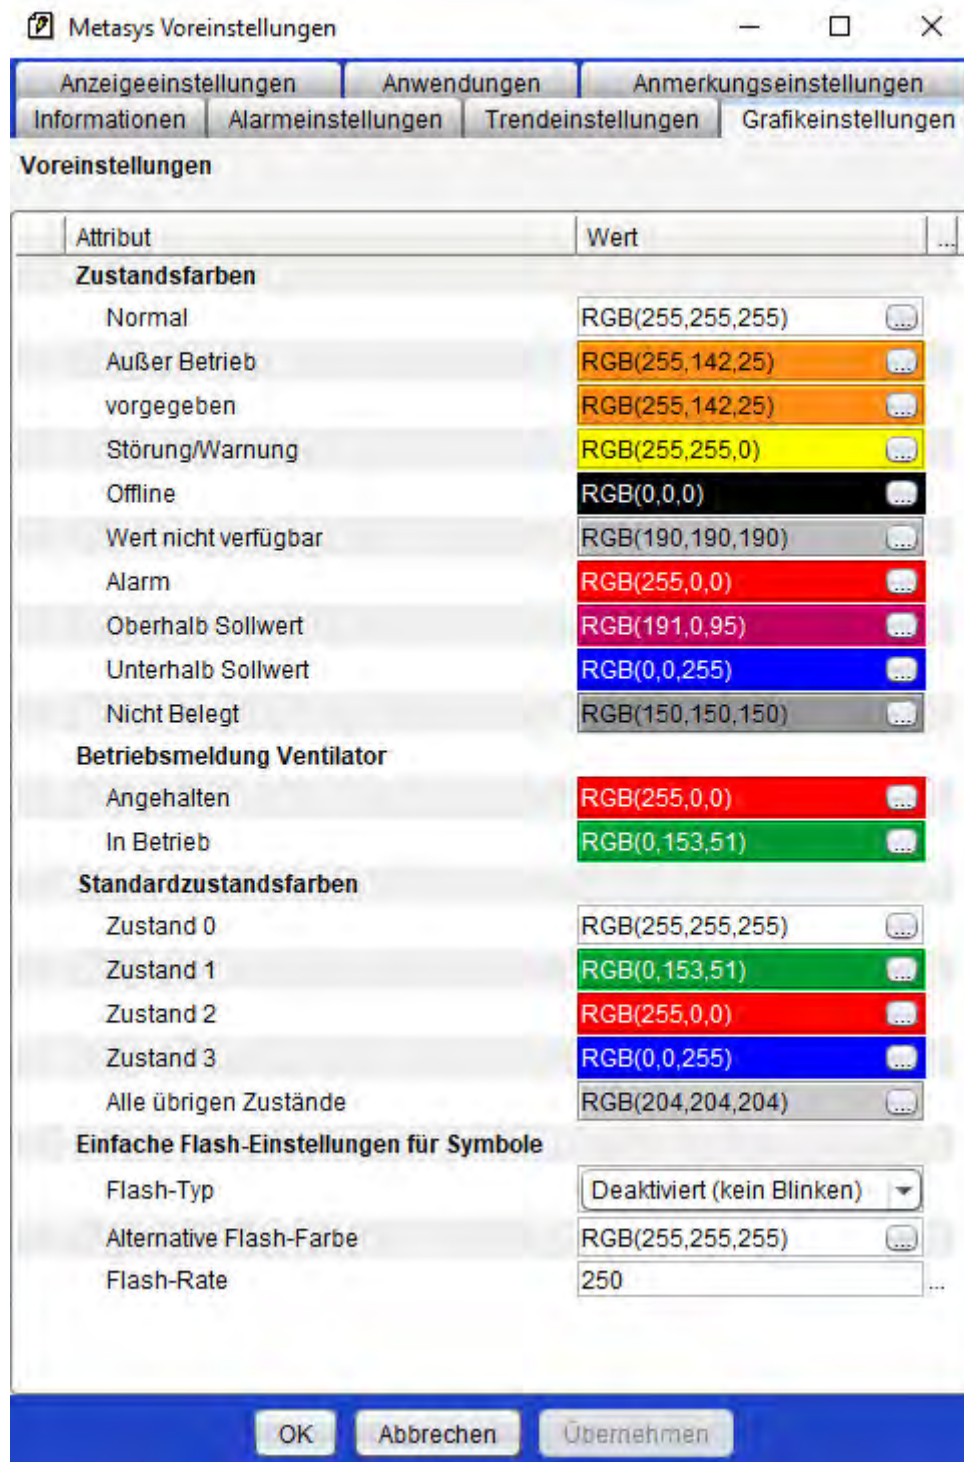 Metasys Voreinstellungen
Anzeigeeinstellungen Anwendungen Anmerkungseinstellungen
Informationen Alarmeinstellungen Trendeinstellungen Grafikeinstellungen
Voreinstellungen
Attribut Wert ...
Zustandsfarben
Normal RGB(255,255,255) ...
Außer Betrieb RGB(255,142,25) ...
vorgegeben RGB(255,142,25) ...
Störung/Warnung RGB(255,255,0) ...
Offline RGB(0,0,0) ...
Wert nicht verfügbar RGB(190,190,190) ...
Alarm RGB(255,0,0) ...
Oberhalb Sollwert RGB(191,0,95) ...
Unterhalb Sollwert RGB(0,0,255) ...
Nicht Belegt RGB(150,150,150) ...
Betriebsmeldung Ventilator
Angehalten RGB(255,0,0) ...
In Betrieb RGB(0,153,51) ...
Standardzustandsfarben
Zustand 0 RGB(255,255,255) ...
Zustand 1 RGB(0,153,51) ...
Zustand 2 RGB(255,0,0) ...
Zustand 3 RGB(0,0,255) ...
Alle übrigen Zustände RGB(204,204,204) ...
Einfache Flash-Einstellungen für Symbole
Flash-Typ Deaktiviert (kein Blinken)
Alternative Flash-Farbe RGB(255,255,255) ...
Flash-Rate 250 ...
OK Abbrechen Übernehmen